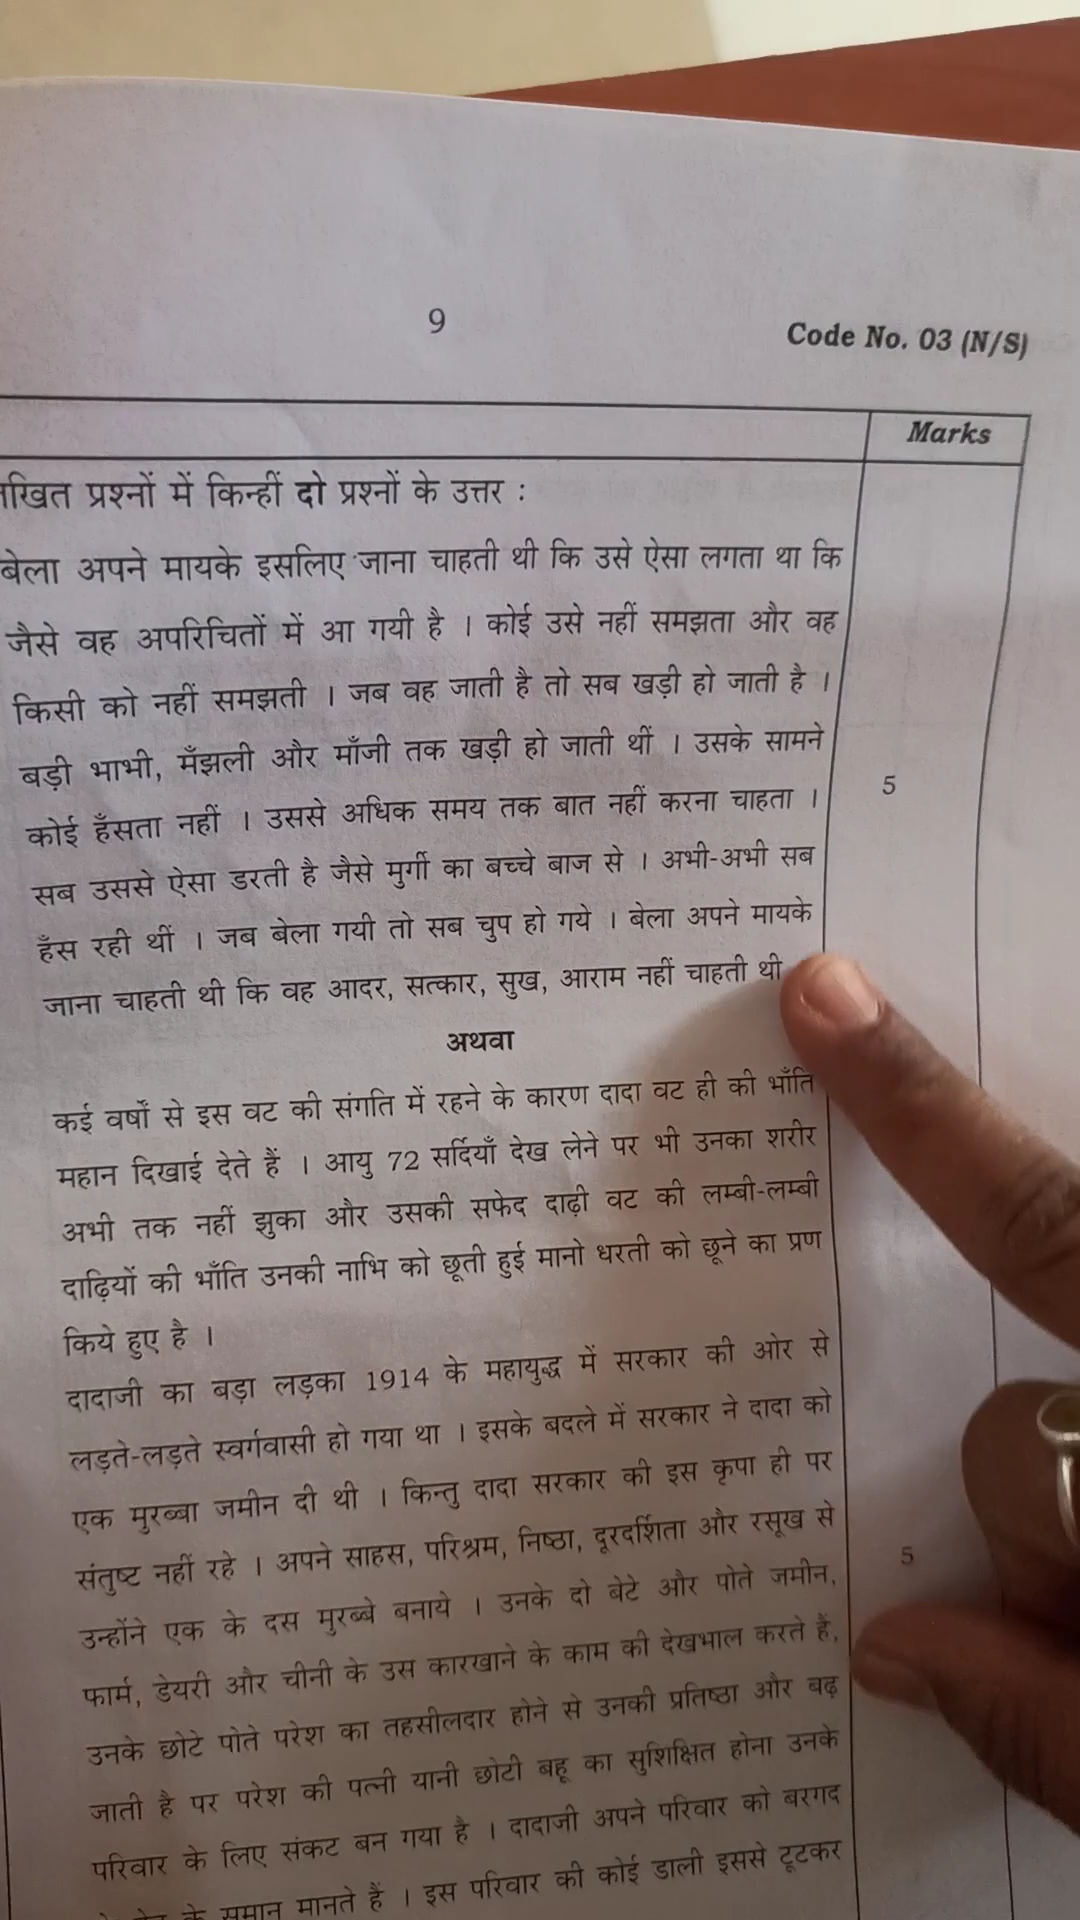 9
Code No. 03 (N/S)
Marks
खित प्रश्नों में किन्हीं दो प्रश्नों के उत्तर :
बेला अपने मायके इसलिए जाना चाहती थी कि उसे ऐसा लगता था कि
जैसे वह अपरिचितों में आ गयी है । कोई उसे नहीं समझता और वह
किसी को नहीं समझती । जब वह जाती है तो सब खड़ी हो जाती है ।
बड़ी भाभी, मँझली और माँजी तक खड़ी हो जाती थीं । उसके सामने
कोई हँसता नहीं । उससे अधिक समय तक बात नहीं करना चाहता ।
5
सब उससे ऐसा डरती है जैसे मुर्गी का बच्चे बाज से । अभी-अभी सब
हँस रही थीं । जब बेला गयी तो सब चुप हो गये । बेला अपने मायके
जाना चाहती थी कि वह आदर, सत्कार, सुख, आराम नहीं चाहती थी
अथवा
कई वर्षों से इस वट की संगति में रहने के कारण दादा वट ही की भाँति
महान दिखाई देते हैं । आयु 72 सर्दियाँ देख लेने पर भी उनका शरीर
अभी तक नहीं झुका और उसकी सफेद दाढ़ी वट की लम्बी-लम्बी
दाढ़ियों की भाँति उनकी नाभि को छूती हुई मानो धरती को छूने का प्रण
किये हुए है ।
दादाजी का बड़ा लड़का 1914 के महायुद्ध में सरकार की ओर से
लड़ते-लड़ते स्वर्गवासी हो गया था । इसके बदले में सरकार ने दादा को
एक मुरब्बा जमीन दी थी । किन्तु दादा सरकार की इस कृपा ही पर
संतुष्ट नहीं रहे । अपने साहस, परिश्रम, निष्ठा, दूरदर्शिता और रसूख से
5
उन्होंने एक के दस मुरब्बे बनाये । उनके दो बेटे और पोते जमीन,
फार्म, डेयरी और चीनी के उस कारखाने के काम की देखभाल करते हैं,
उनके छोटे पोते परेश का तहसीलदार होने से उनकी प्रतिष्ठा और बढ़
जाती है पर परेश की पत्नी यानी छोटी बहू का सुशिक्षित होना उनके
परिवार के लिए संकट बन गया है । दादाजी अपने परिवार को बरगद
के समान मानते हैं । इस परिवार की कोई डाली इससे टूटकर